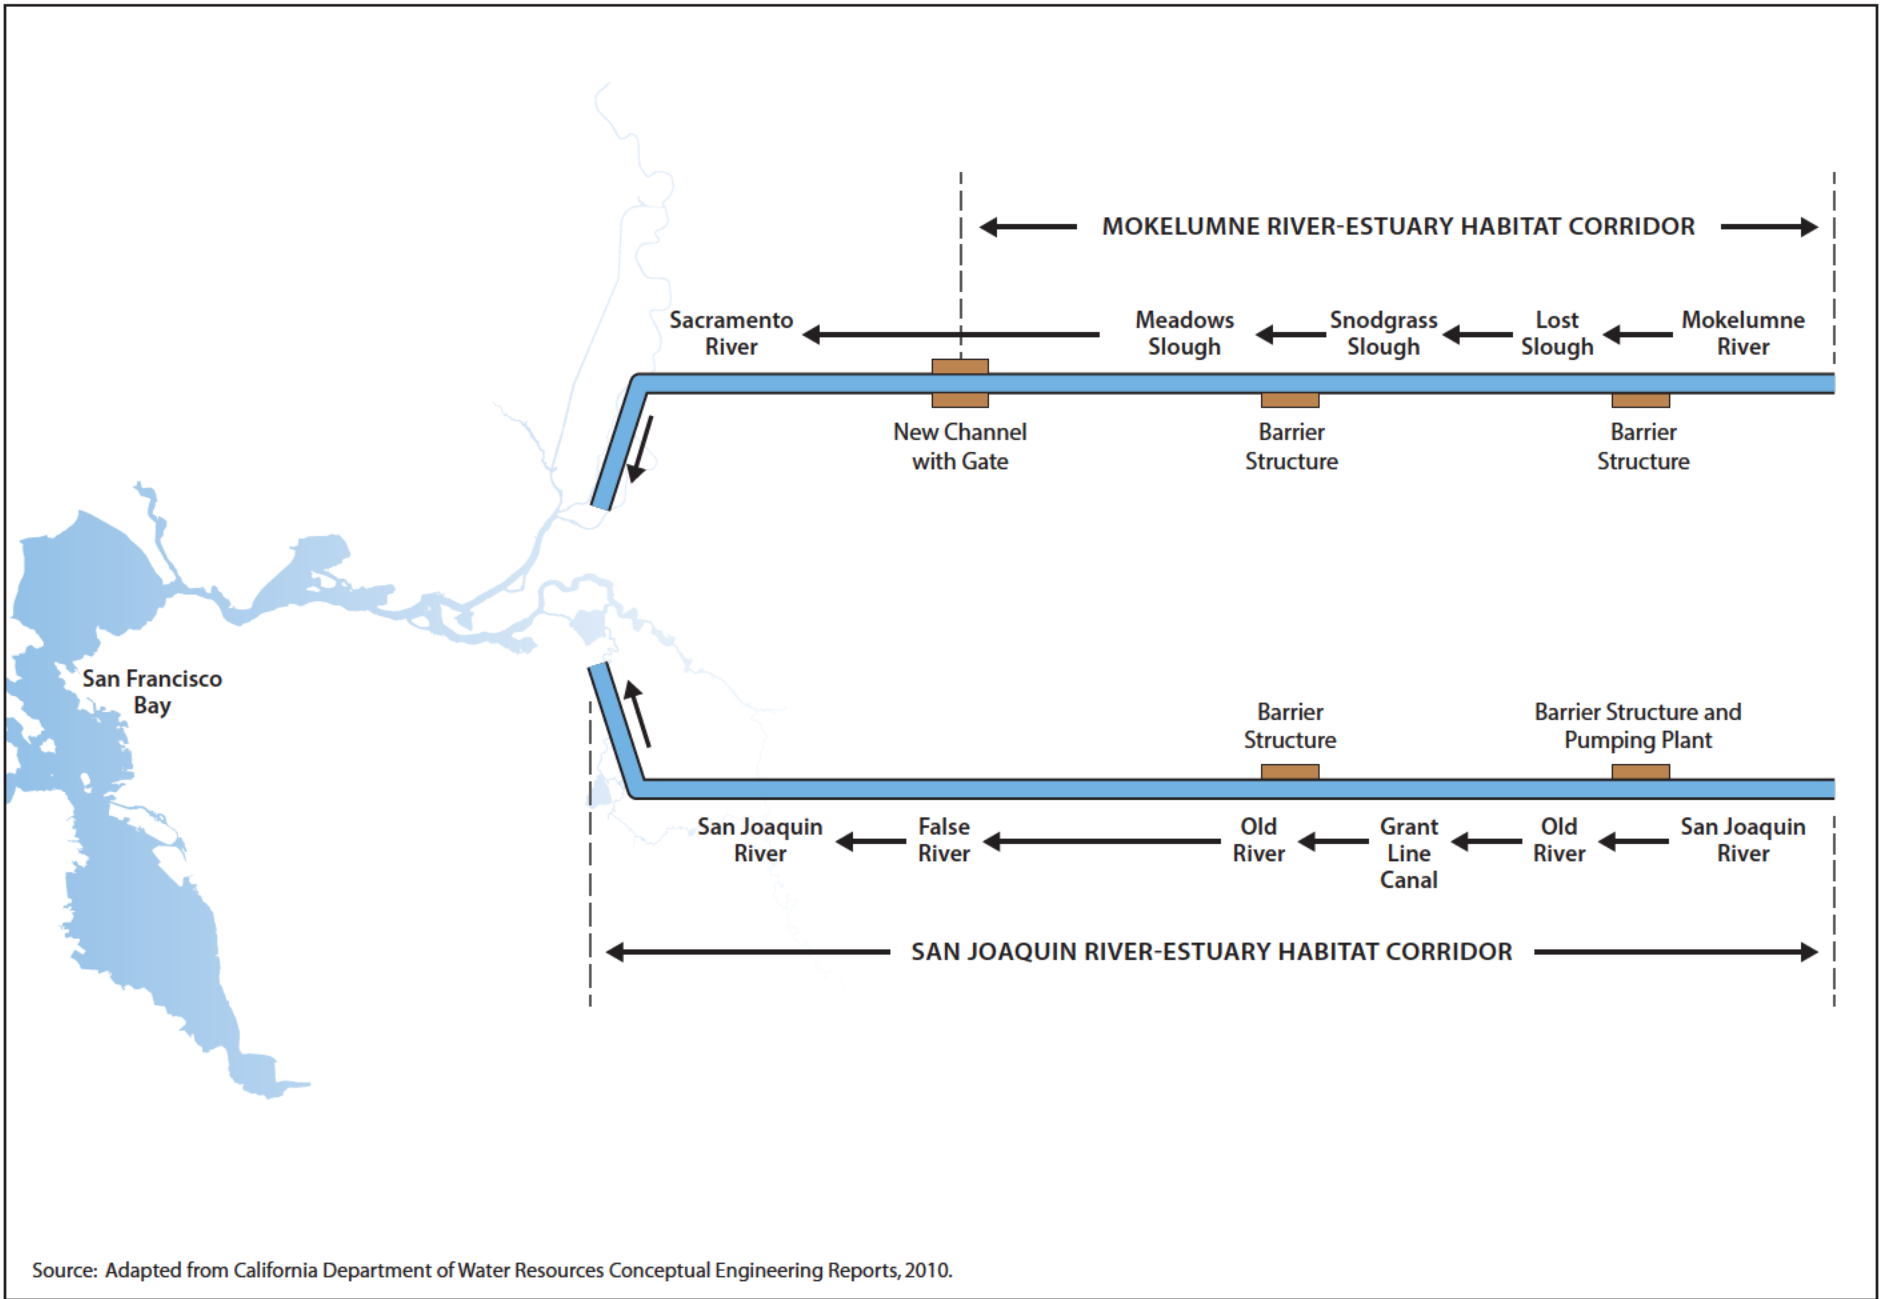 MOKELUMNE RIVER-ESTUARY HABITAT CORRIDOR
Sacramento
River
Meadows
Slough
Snodgrass
Slough
Lost
Slough
Mokelumne
River
New Channel
with Gate
Barrier
Structure
Barrier
Structure
San Francisco
Bay
Barrier
Structure
Barrier Structure and
Pumping Plant
San Joaquin
River
False
River
Old
River
Grant
Line
Canal
Old
River
San Joaquin
River
SAN JOAQUIN RIVER-ESTUARY HABITAT CORRIDOR
Source: Adapted from California Department of Water Resources Conceptual Engineering Reports, 2010.